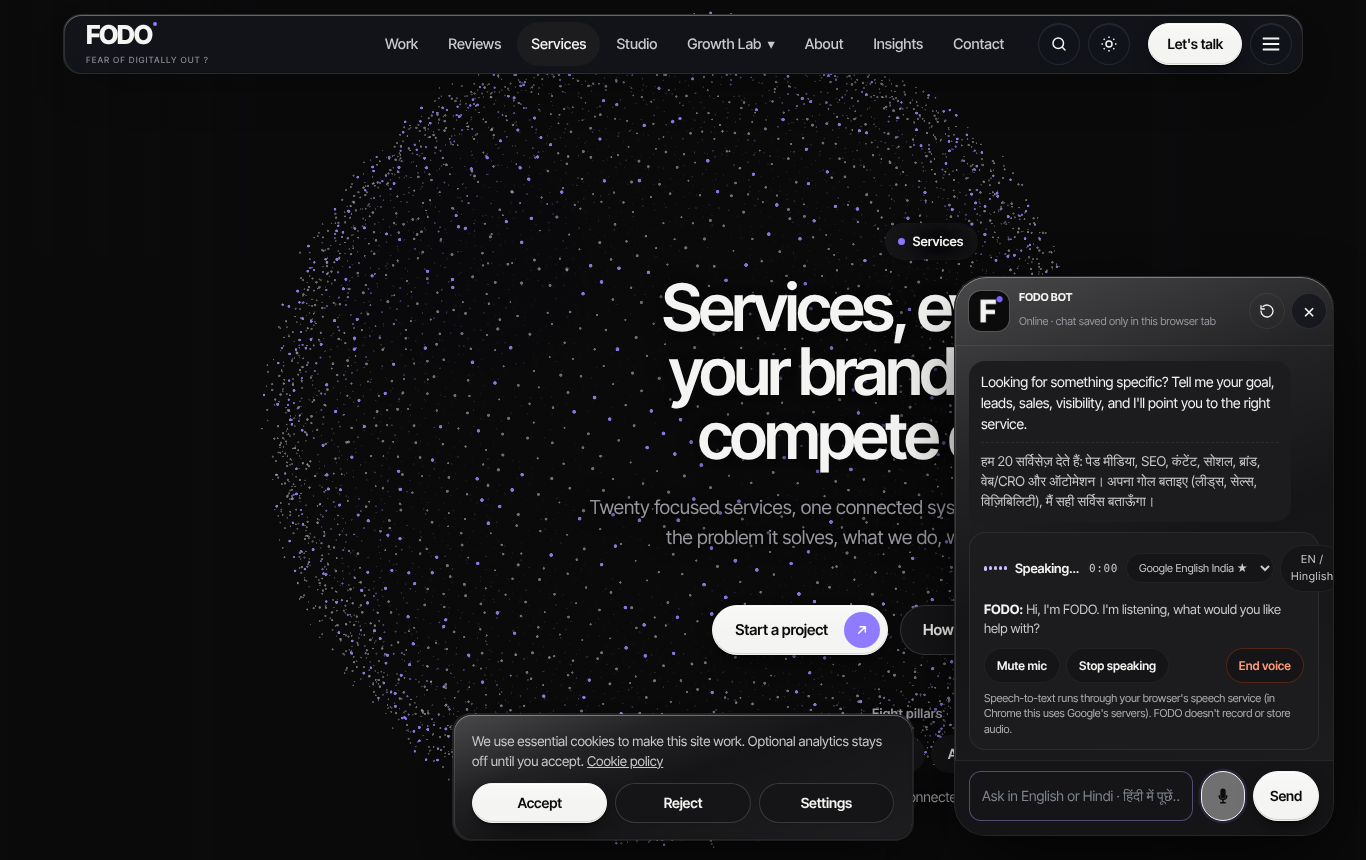 FODO
FEAR OF DIGITALLY OUT ?
Work
Reviews
Services
Studio
Growth Lab ▼
About
Insights
Contact
Let's talk
Services
Services, e
your brand
compete
Twenty focused services, one connected sys
the problem it solves, what we do,
Start a project
How
Eight pillars
connecte
We use essential cookies to make this site work. Optional analytics stays
off until you accept. Cookie policy
Accept
Reject
Settings
F
FODO BOT
Online · chat saved only in this browser tab
Looking for something specific? Tell me your goal,
leads, sales, visibility, and I'll point you to the right
service.
हम 20 सर्विसेज़ देते हैं: पेड मीडिया, SEO, कंटेंट, सोशल, ब्रांड,
वेब/CRO और ऑटोमेशन। अपना गोल बताइए (लीड्स, सेल्स,
विज़िबिलिटी), मैं सही सर्विस बताऊँगा।
Speaking...
0:00
Google English India ★
EN /
Hinglish
FODO: Hi, I'm FODO. I'm listening, what would you like
help with?
Mute mic
Stop speaking
End voice
Speech-to-text runs through your browser's speech service (in
Chrome this uses Google's servers). FODO doesn't record or store
audio.
Ask in English or Hindi · हिंदी में पूछें..
Send